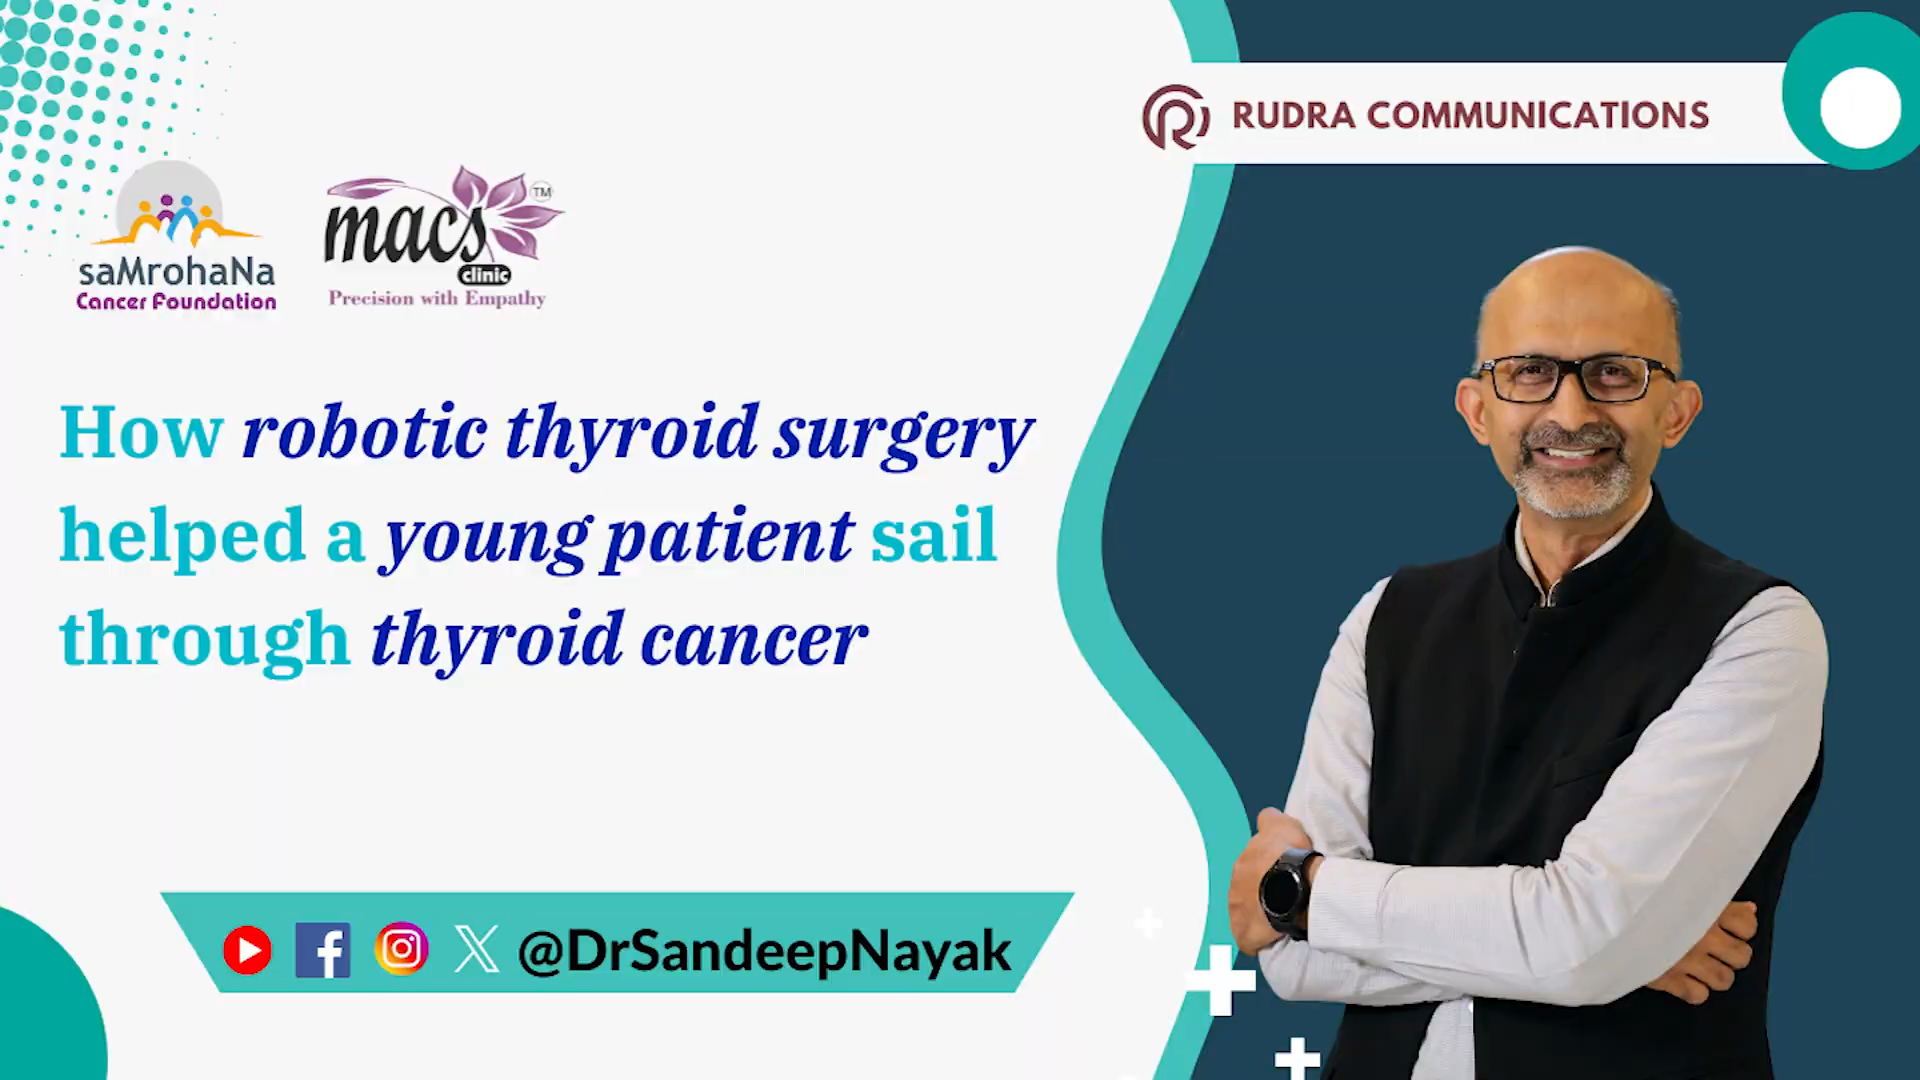 RUDRA COMMUNICATIONS
saMrohaNa
Cancer Foundation
macs
TM
clinic
Precision with Empathy
How robotic thyroid surgery
helped a young patient sail
through thyroid cancer
@DrSandeepNayak